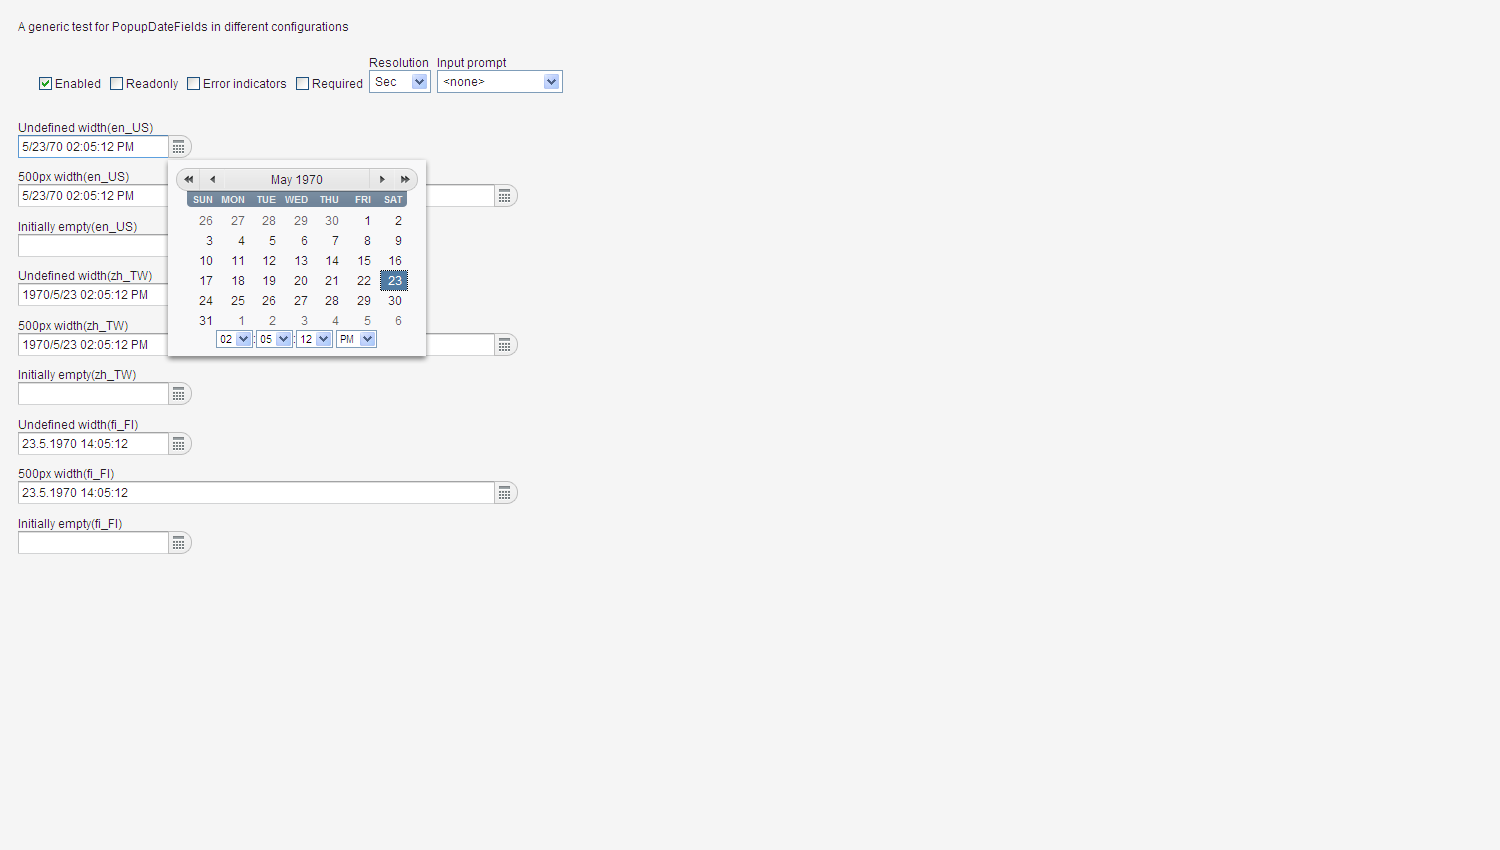 A generic test for PopupDateFields in different configurations
Resolution Input prompt
Enabled Readonly Error indicators Required Sec <none>
Undefined width(en_US)
5/23/70 02:05:12 PM
500px width(en_US)
5/23/70 02:05:12 PM
Initially empty(en_US)
Undefined width(zh_TW)
1970/5/23 02:05:12 PM
500px width(zh_TW)
1970/5/23 02:05:12 PM
May 1970
SUN MON TUE WED THU FRI SAT
26 27 28 29 30 1 2
3 4 5 6 7 8 9
10 11 12 13 14 15 16
17 18 19 20 21 22 23
24 25 26 27 28 29 30
31 1 2 3 4 5 6
02 : 05 : 12 PM
Initially empty(zh_TW)
Undefined width(fi_FI)
23.5.1970 14:05:12
500px width(fi_FI)
23.5.1970 14:05:12
Initially empty(fi_FI)